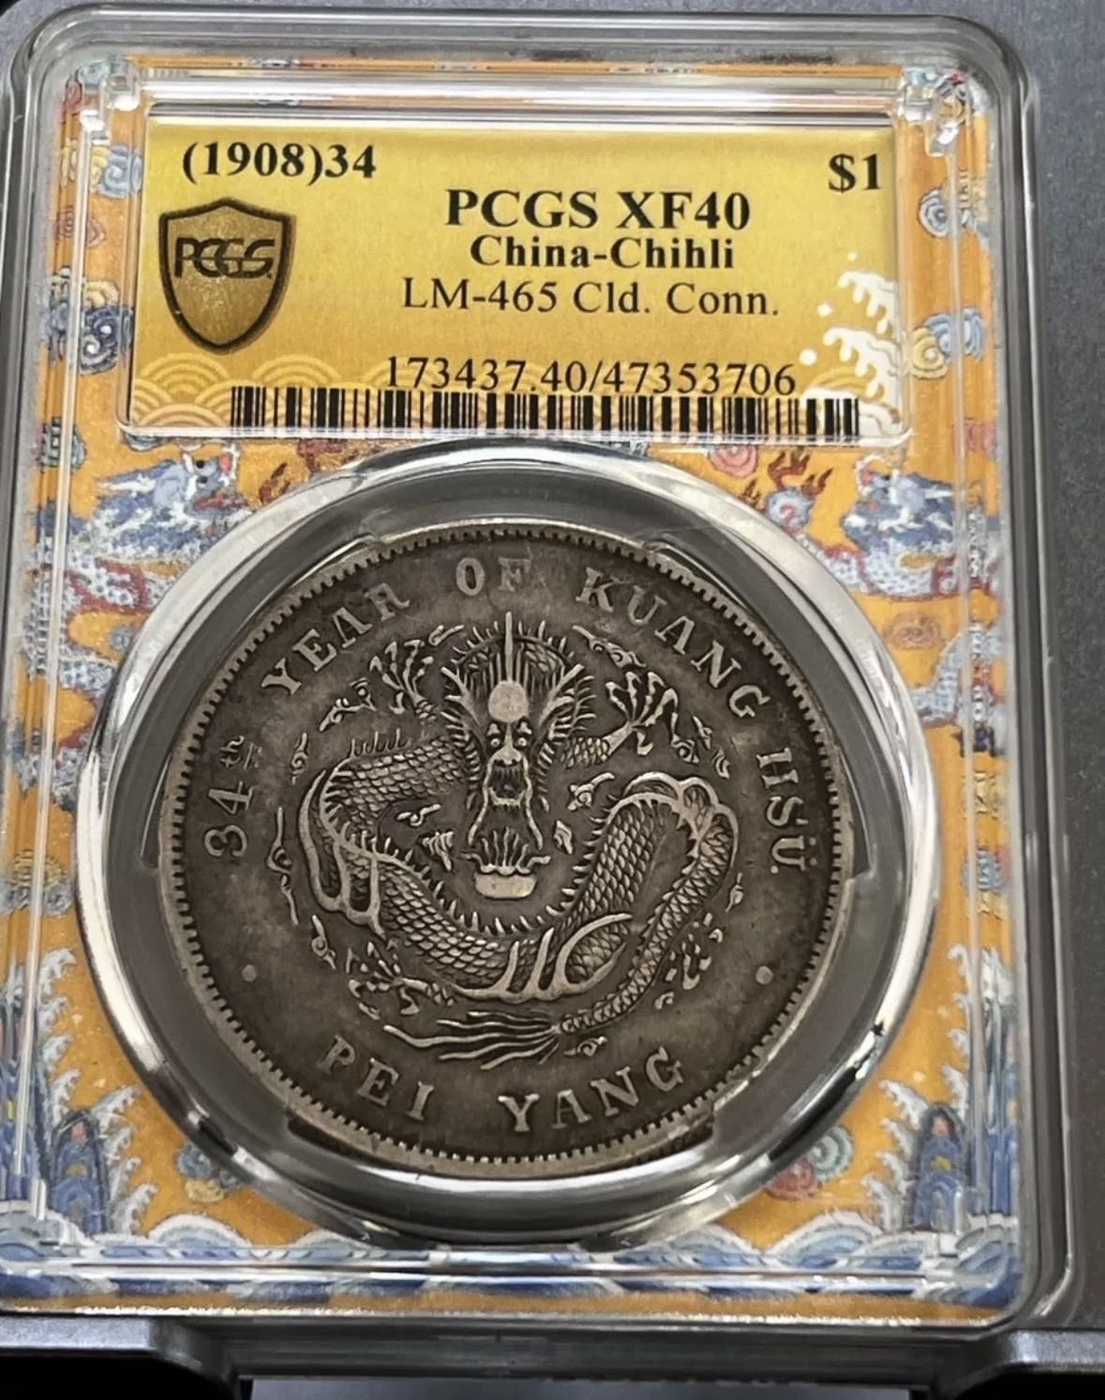 (1908)34 $1
PCGS XF40
PCGS
China-Chihli
LM-465 Cld. Conn.
173437.40/47353706
34th YEAR OF KUANG HSÜ.
PEI YANG